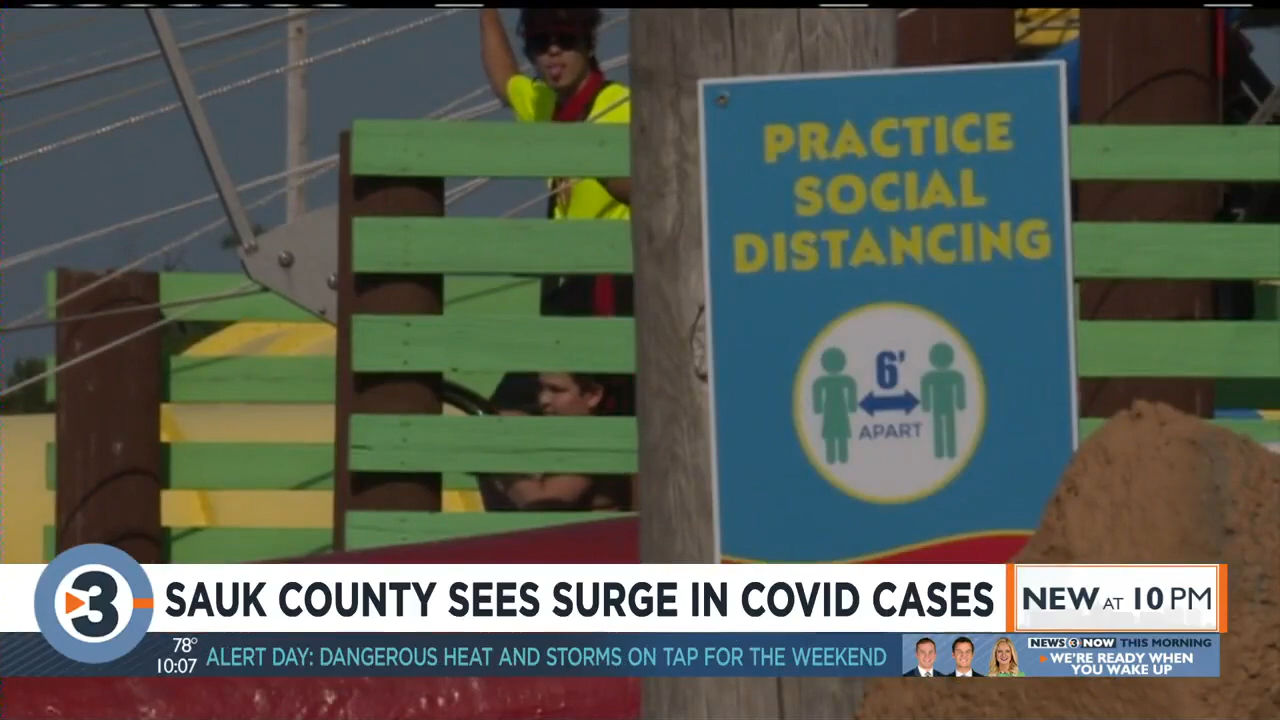 PRACTICE
SOCIAL
DISTANCING
6'
APART
3
SAUK COUNTY SEES SURGE IN COVID CASES
NEW AT 10 PM
78°
10:07
ALERT DAY: DANGEROUS HEAT AND STORMS ON TAP FOR THE WEEKEND
NEWS 3 NOW THIS MORNING
WE'RE READY WHEN
YOU WAKE UP